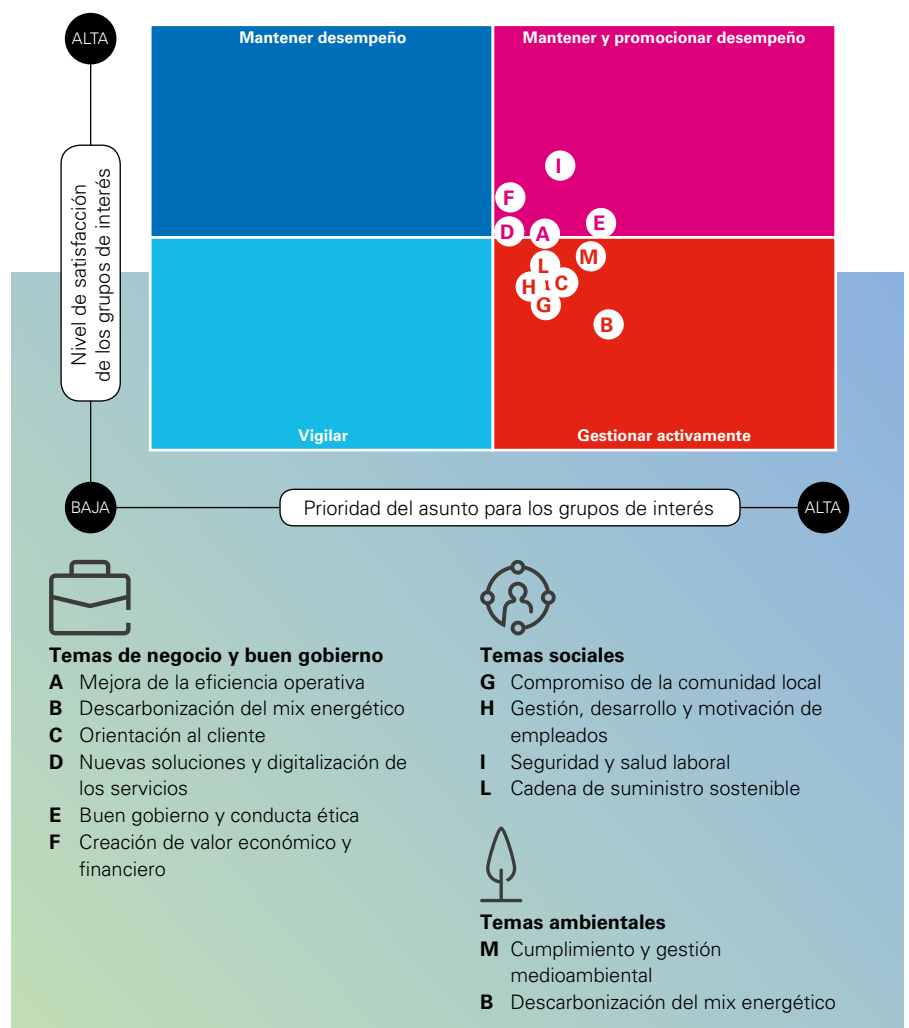 ALTA
Mantener desempeño
Mantener y promocionar desempeño
Nivel de satisfacción
de los grupos de interés
I
F
E
D
A
M
L
C
H
G
B
Vigilar
Gestionar activamente
BAJA
Prioridad del asunto para los grupos de interés
ALTA
Temas de negocio y buen gobierno
A Mejora de la eficiencia operativa
B Descarbonización del mix energético
C Orientación al cliente
D Nuevas soluciones y digitalización de
los servicios
E Buen gobierno y conducta ética
F Creación de valor económico y
financiero
Temas sociales
G Compromiso de la comunidad local
H Gestión, desarrollo y motivación de
empleados
I Seguridad y salud laboral
L Cadena de suministro sostenible
Temas ambientales
M Cumplimiento y gestión
medioambiental
B Descarbonización del mix energético